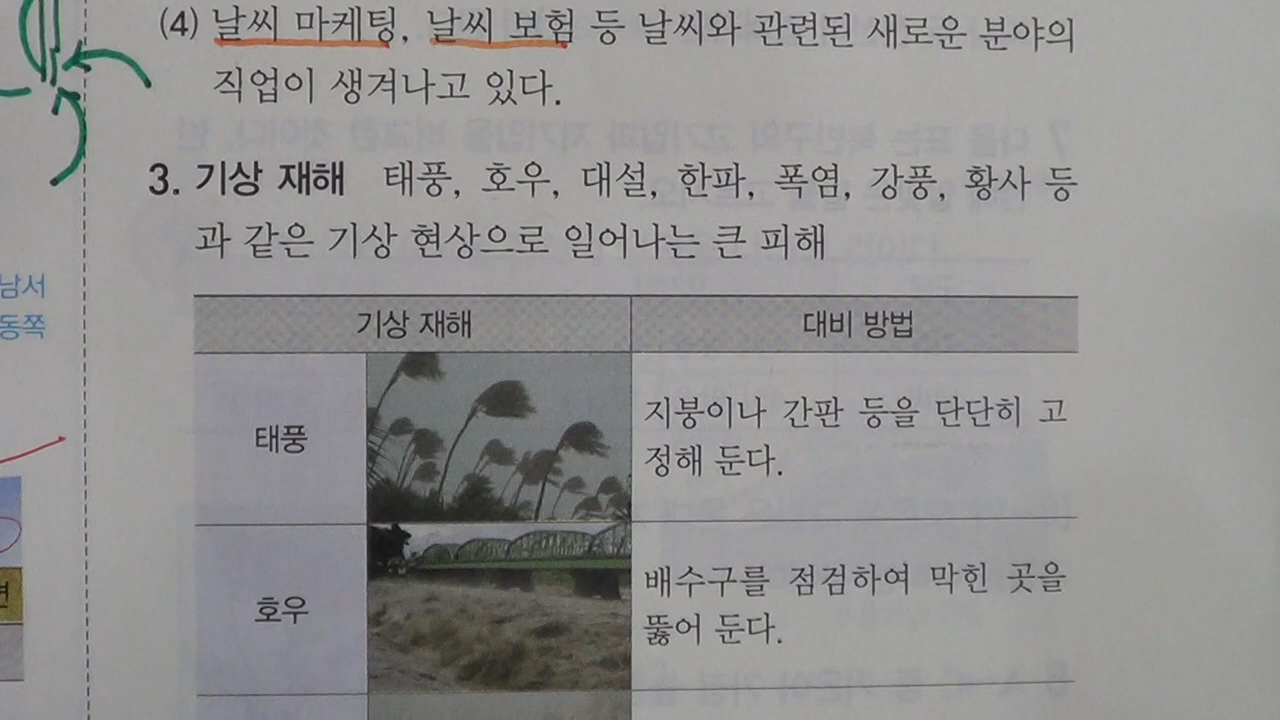 (4) 날씨 마케팅, 날씨 보험 등 날씨와 관련된 새로운 분야의
직업이 생겨나고 있다.
3. 기상 재해 태풍, 호우, 대설, 한파, 폭염, 강풍, 황사 등
과 같은 기상 현상으로 일어나는 큰 피해
남서
동쪽
기상 재해 대비 방법
태풍
지붕이나 간판 등을 단단히 고
정해 둔다.
호우
배수구를 점검하여 막힌 곳을
뚫어 둔다.